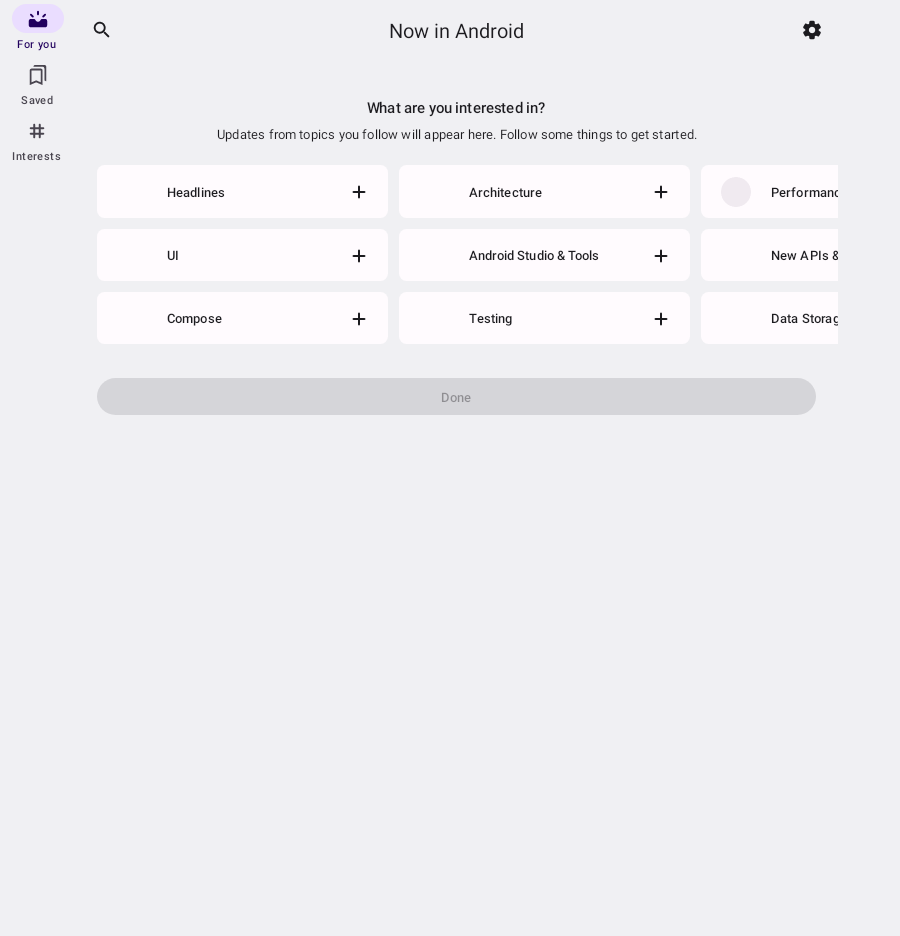 For you
Saved
Interests
Now in Android
What are you interested in?
Updates from topics you follow will appear here. Follow some things to get started.
Headlines
Architecture
Performanc
UI
Android Studio & Tools
New APIs &
Compose
Testing
Data Storag
Done